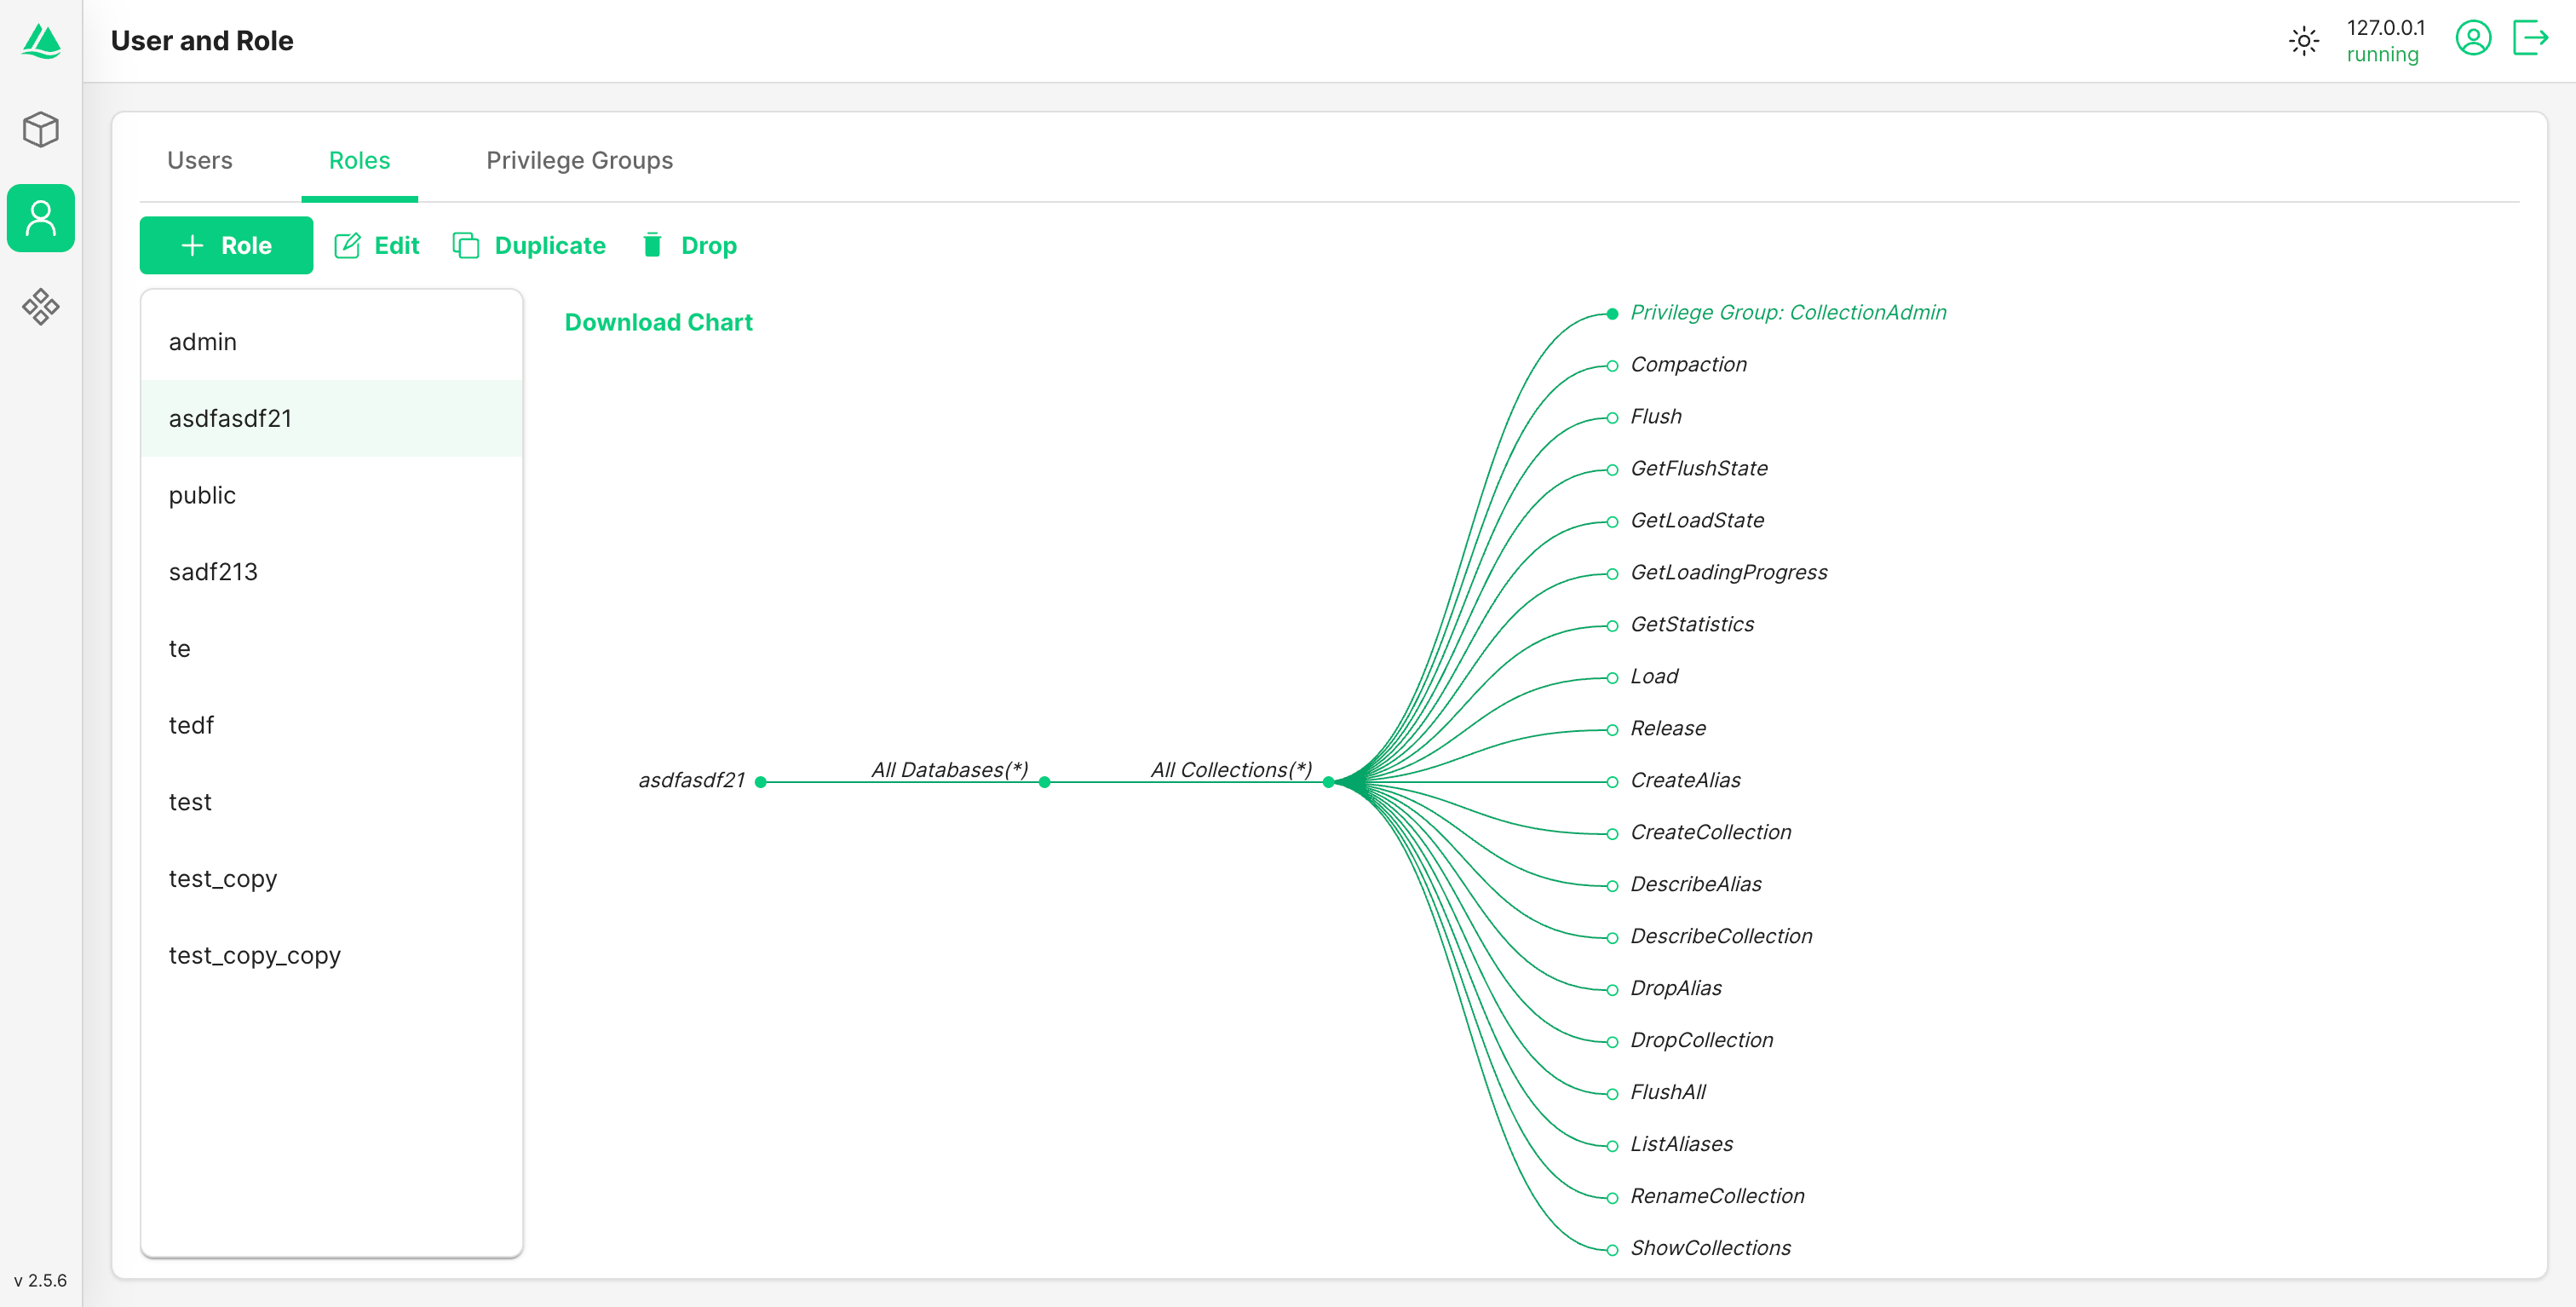 User and Role
127.0.0.1
running
Users
Roles
Privilege Groups
Role
Edit
Duplicate
Drop
admin
asdfasdf21
public
sadf213
te
tedf
test
test_copy
test_copy_copy
Download Chart
asdfasdf21
All Databases(*)
All Collections(*)
Privilege Group: CollectionAdmin
Compaction
Flush
GetFlushState
GetLoadState
GetLoadingProgress
GetStatistics
Load
Release
CreateAlias
CreateCollection
DescribeAlias
DescribeCollection
DropAlias
DropCollection
FlushAll
ListAliases
RenameCollection
ShowCollections
v 2.5.6